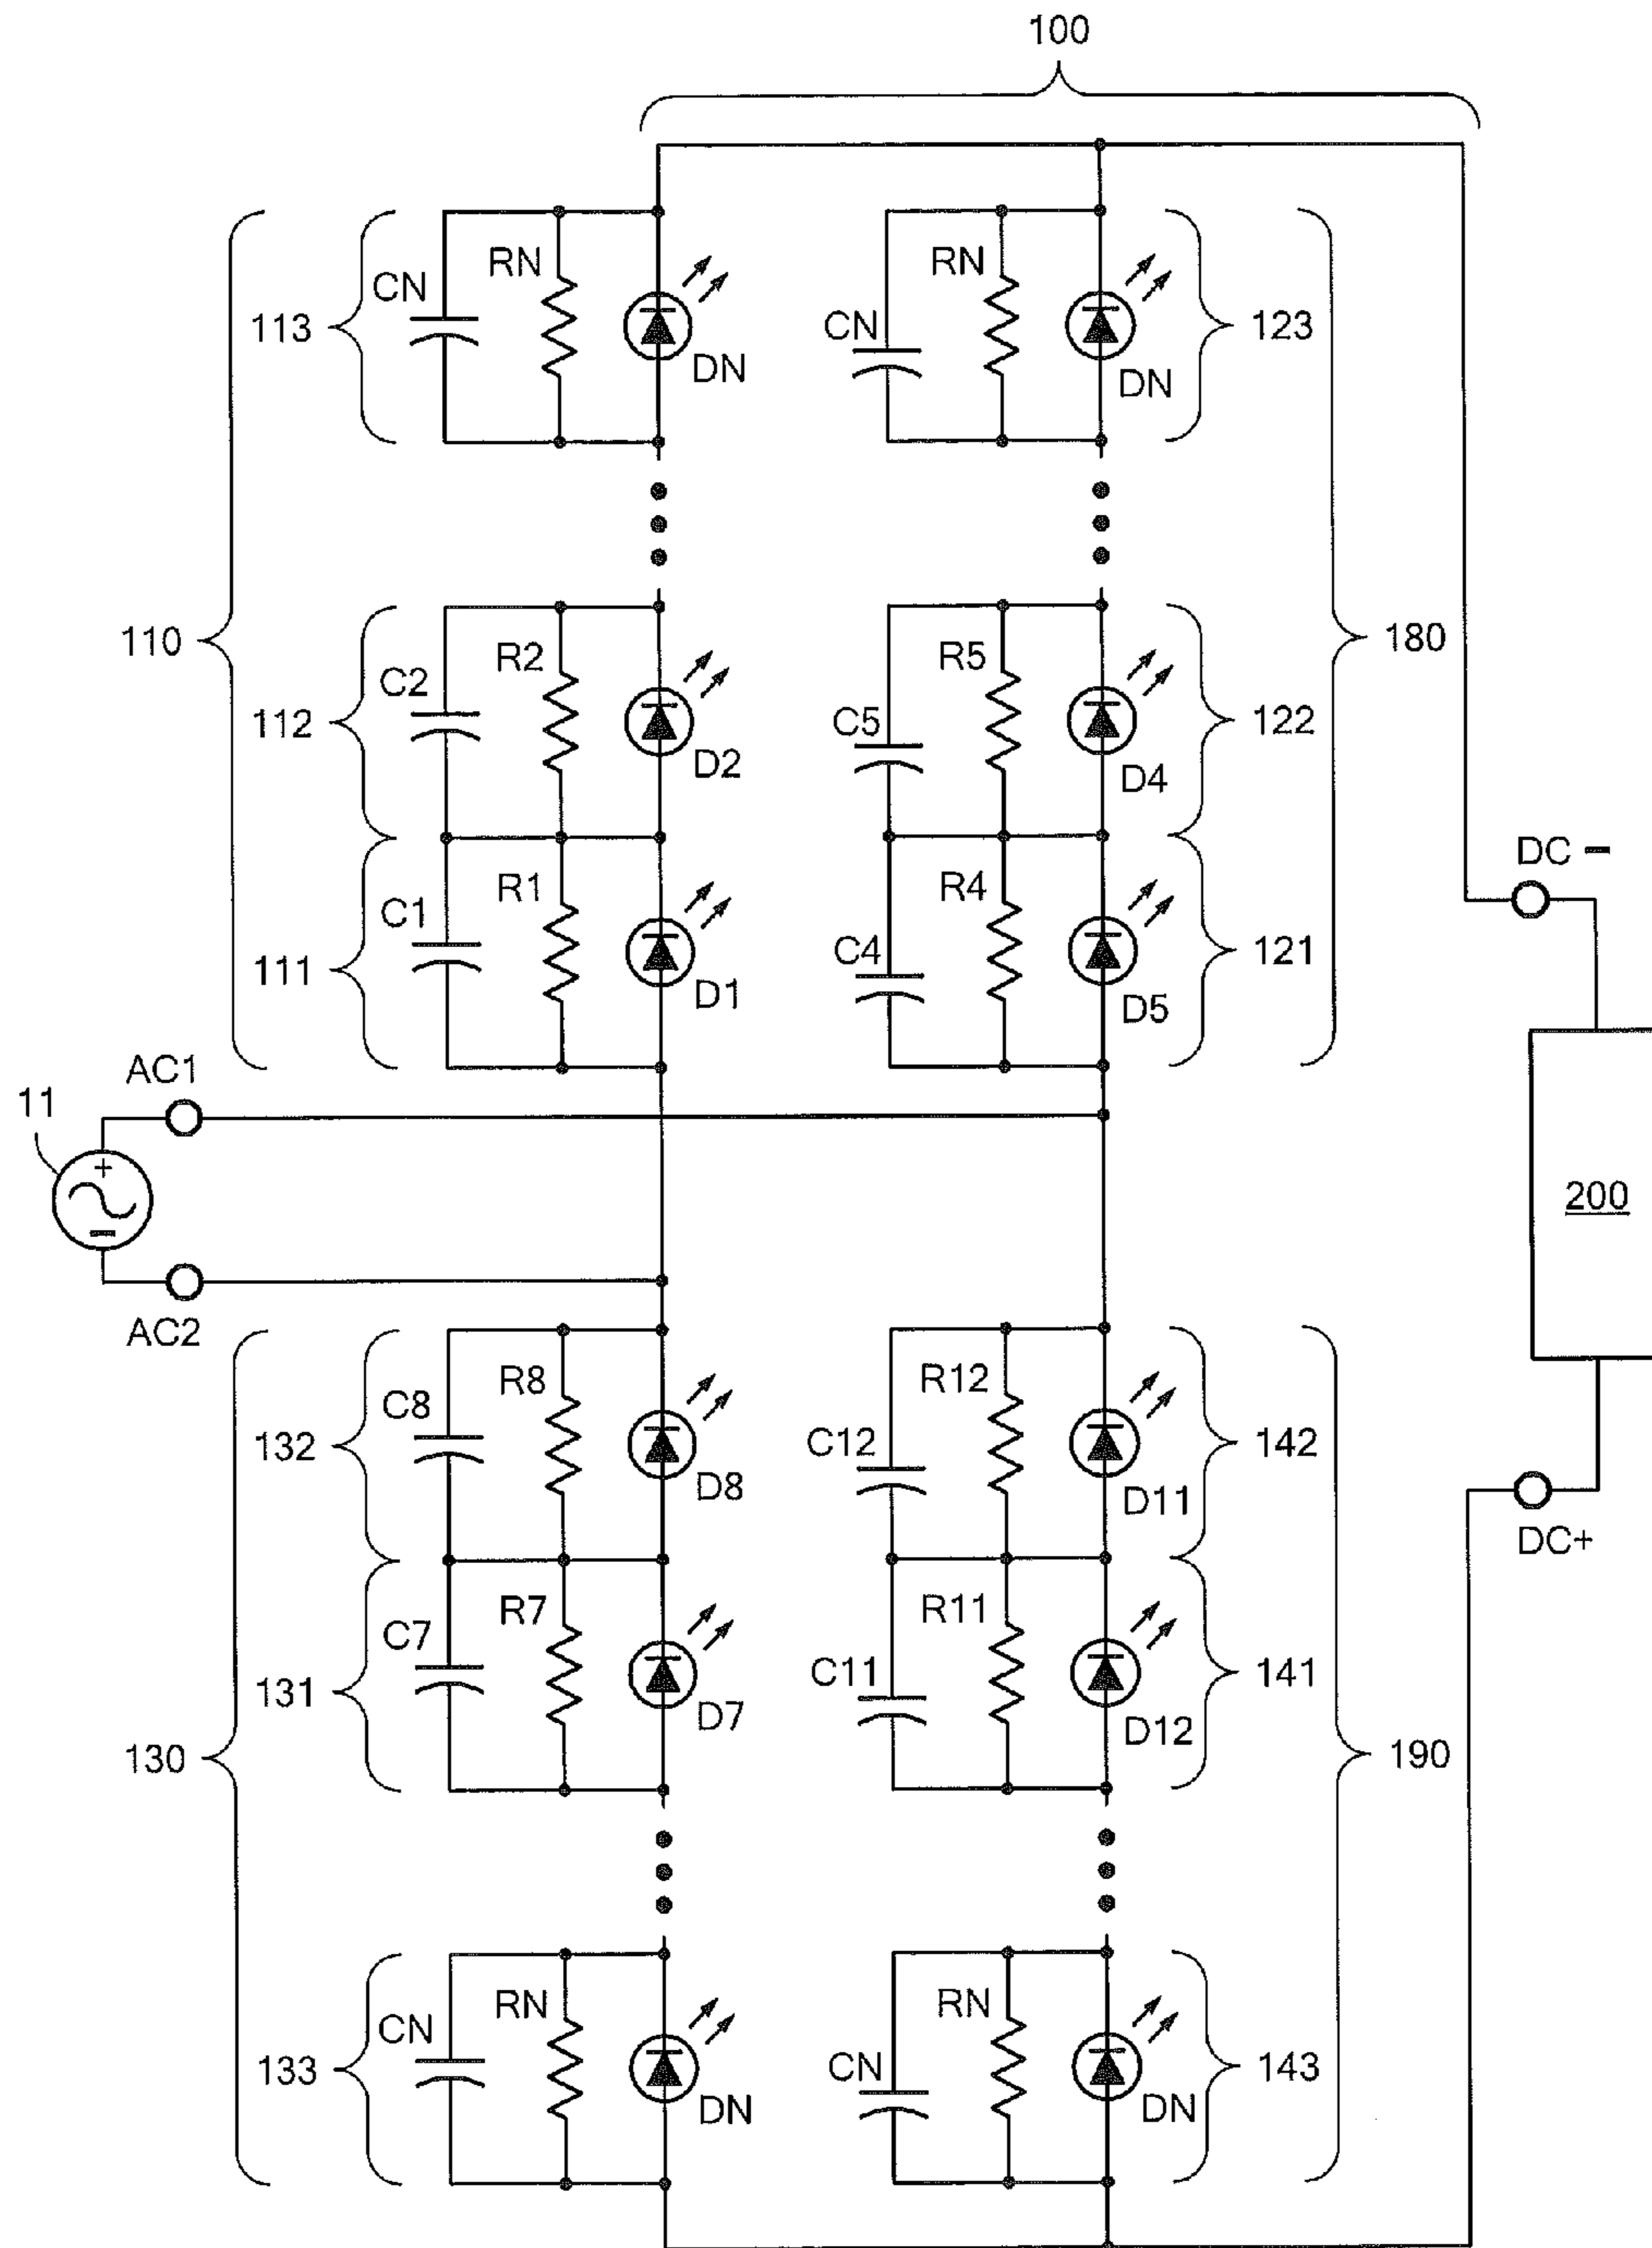 100
113
CN
RN
DN
CN
RN
DN
123
110
180
112
C2
R2
D2
C5
R5
D4
122
111
C1
R1
D1
C4
R4
D5
121
DC -
200
DC+
11
AC1
+
-
AC2
132
C8
R8
D8
C12
R12
D11
142
131
C7
R7
D7
C11
R11
D12
141
130
190
133
CN
RN
DN
CN
RN
DN
143